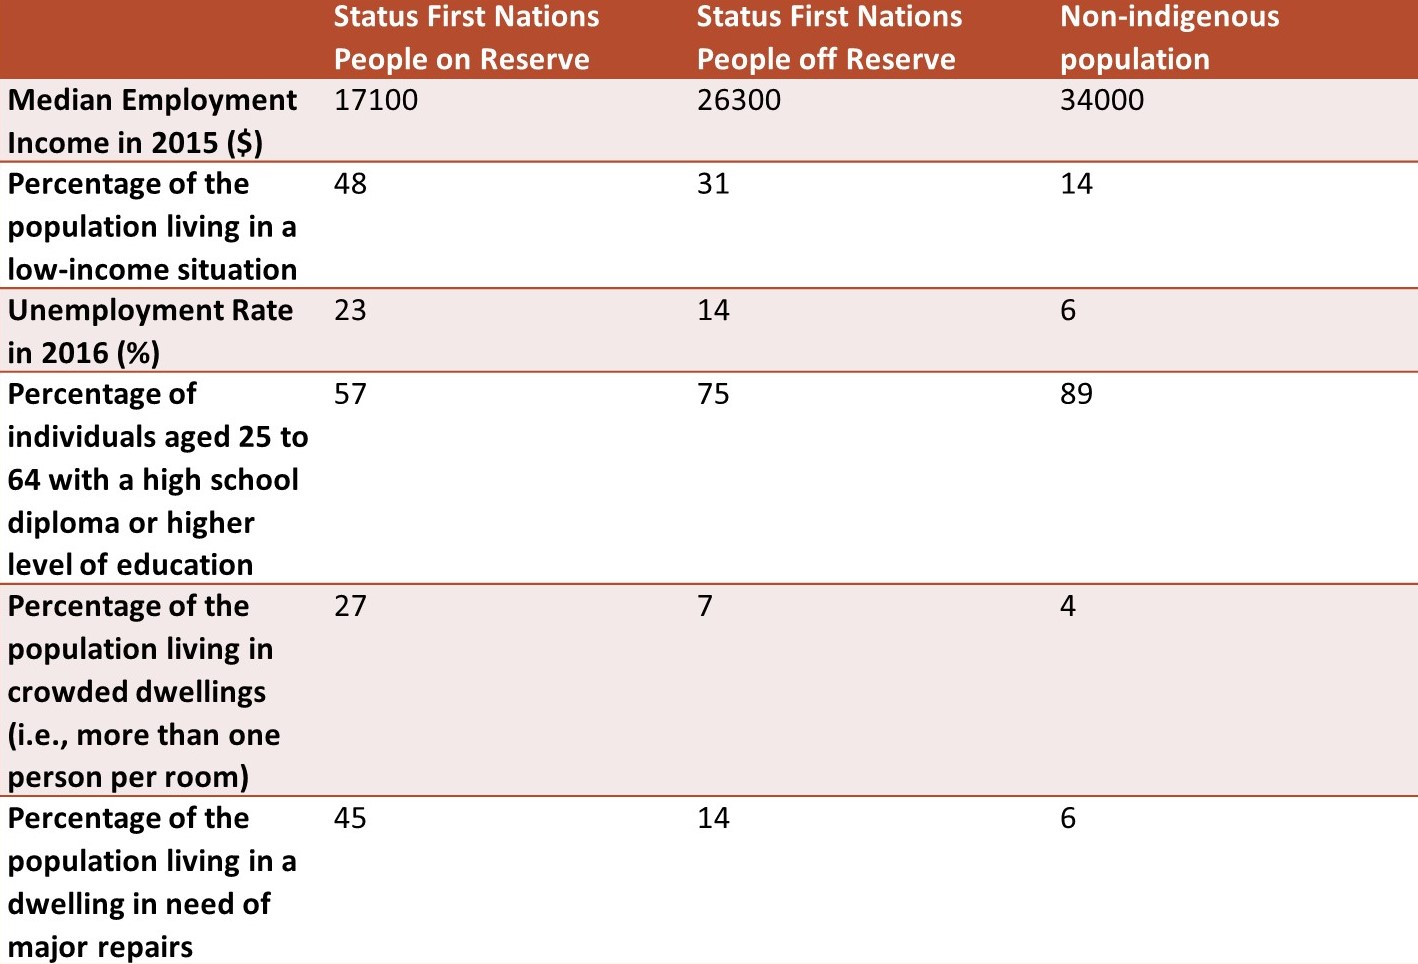 Status First Nations People on Reserve
Status First Nations People off Reserve
Non-indigenous population
Median Employment Income in 2015 ($)
17100
26300
34000
Percentage of the population living in a low-income situation
48
31
14
Unemployment Rate in 2016 (%)
23
14
6
Percentage of individuals aged 25 to 64 with a high school diploma or higher level of education
57
75
89
Percentage of the population living in crowded dwellings (i.e., more than one person per room)
27
7
4
Percentage of the population living in a dwelling in need of major repairs
45
14
6